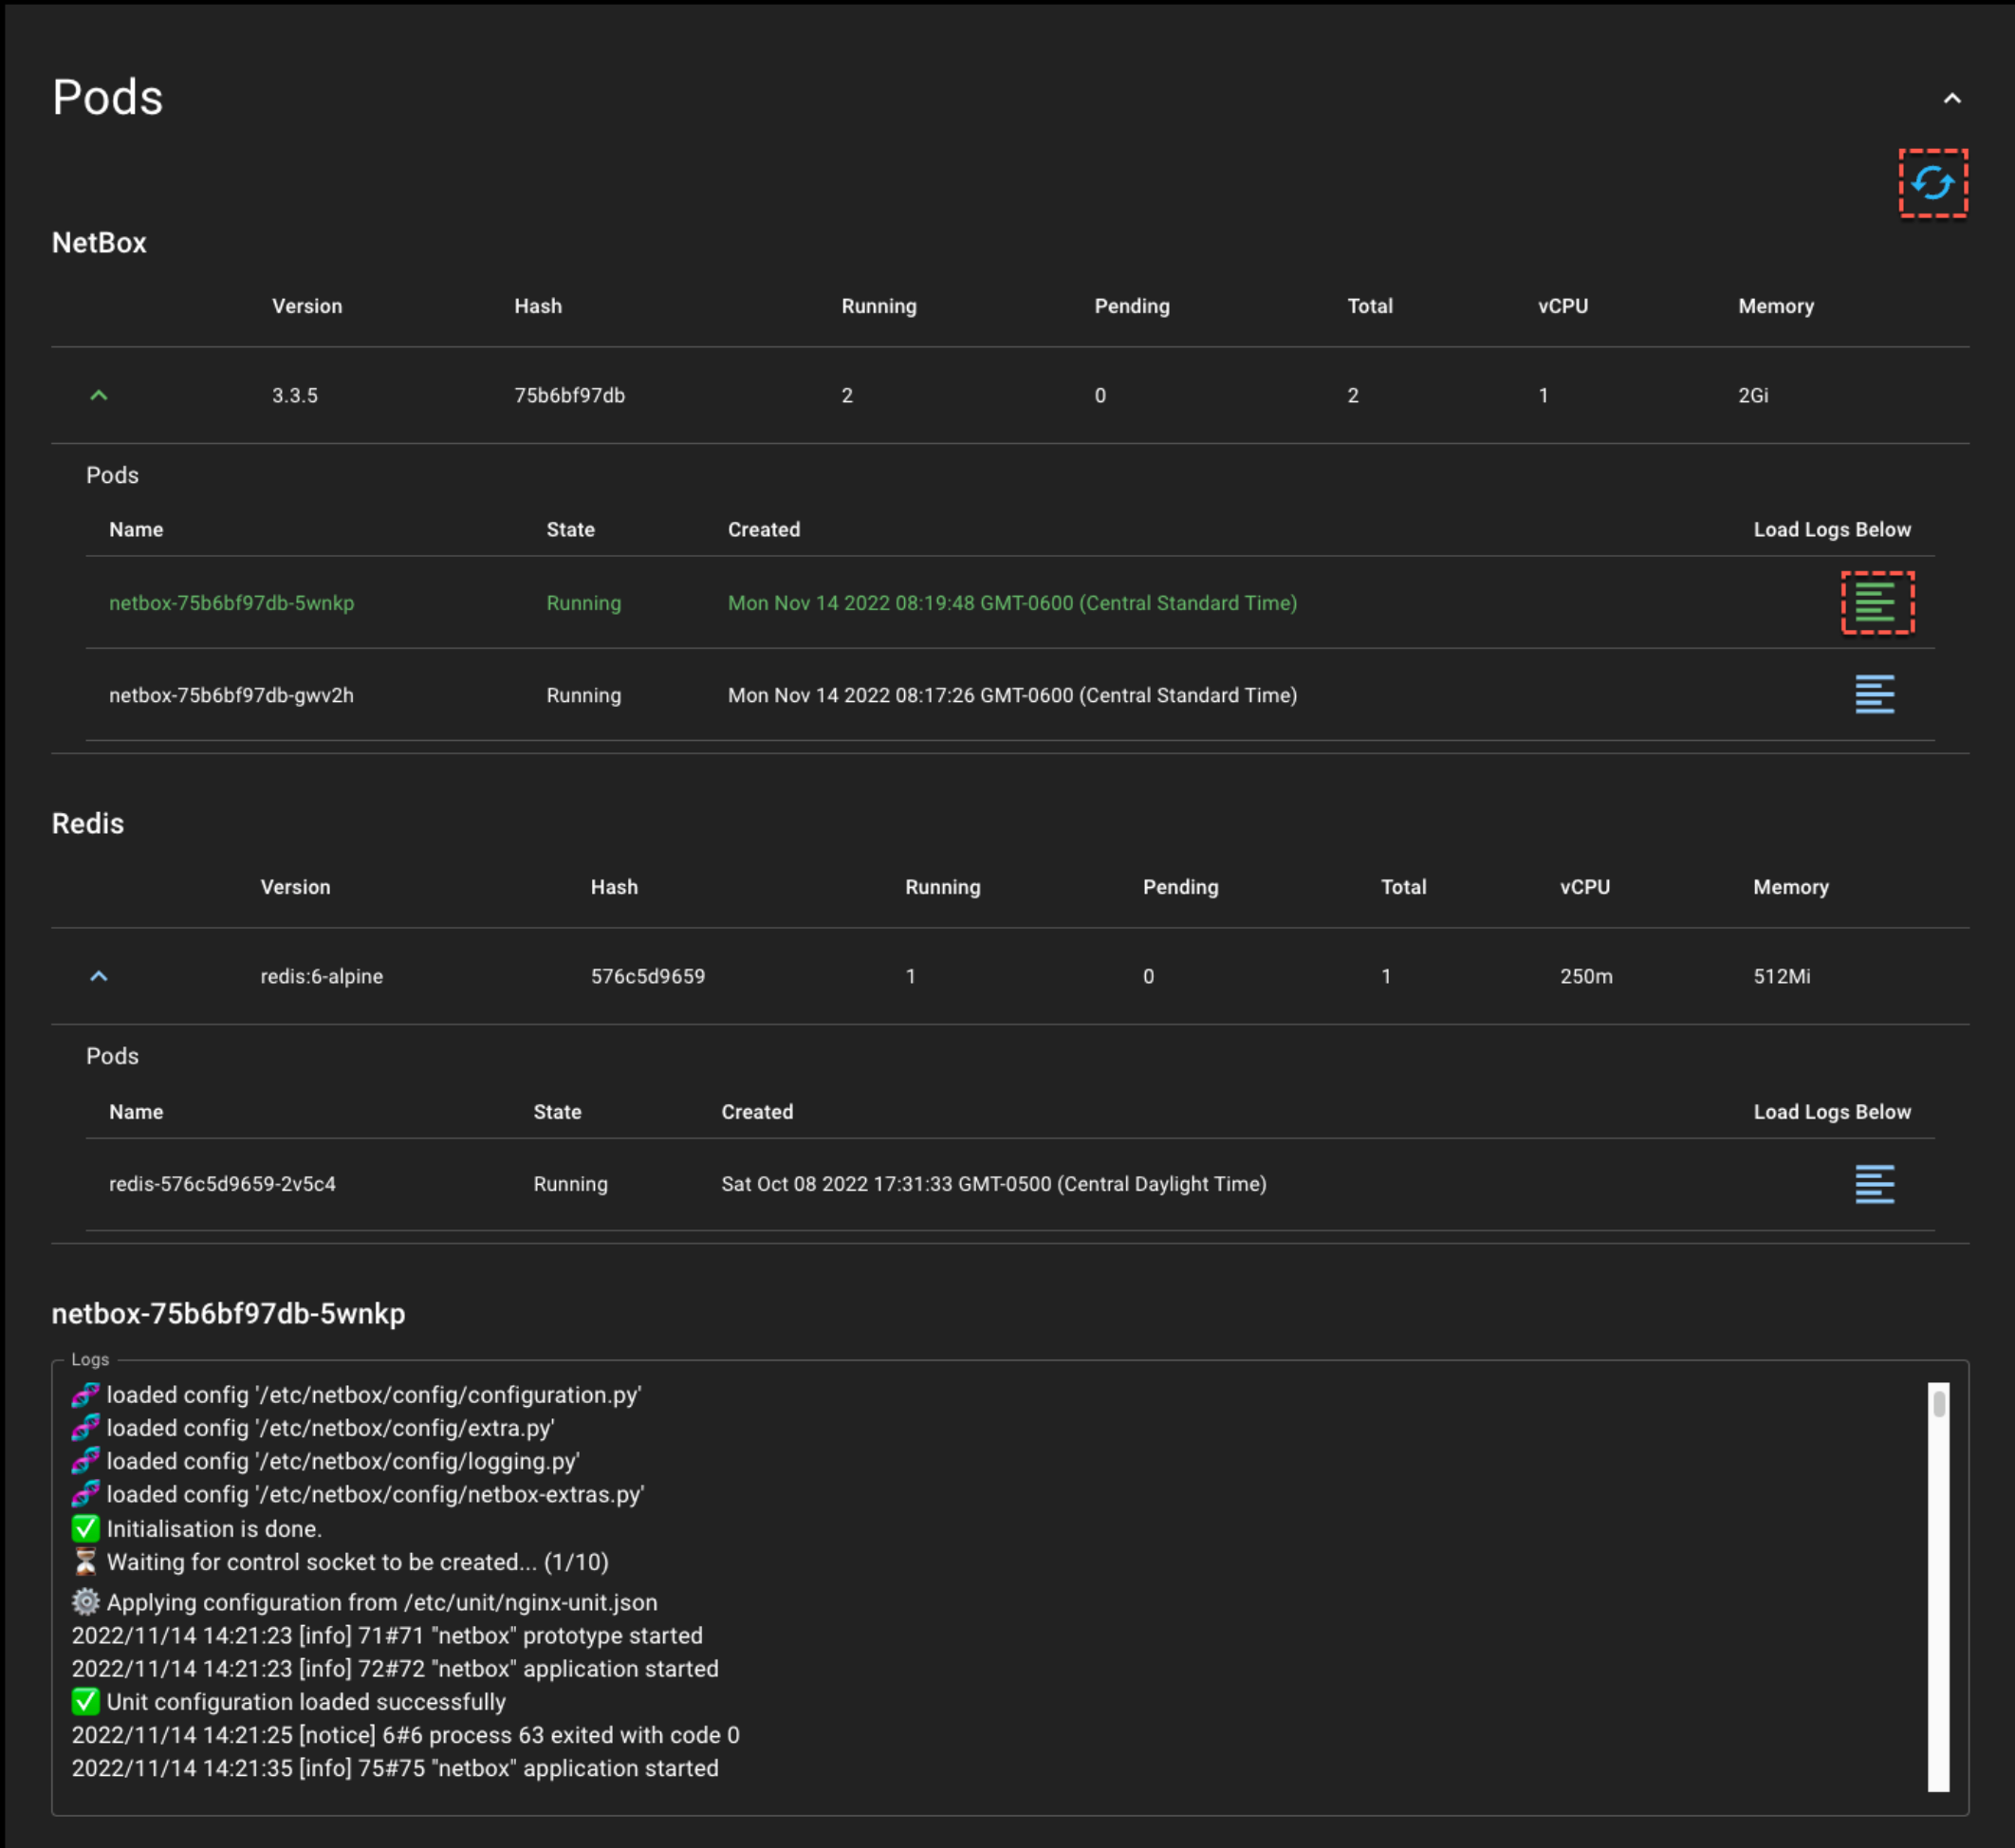 Pods
NetBox
Version Hash Running Pending Total vCPU Memory
3.3.5 75b6bf97db 2 0 2 1 2Gi
Pods
Name State Created Load Logs Below
netbox-75b6bf97db-5wnkp Running Mon Nov 14 2022 08:19:48 GMT-0600 (Central Standard Time)
netbox-75b6bf97db-gwv2h Running Mon Nov 14 2022 08:17:26 GMT-0600 (Central Standard Time)
Redis
Version Hash Running Pending Total vCPU Memory
redis:6-alpine 576c5d9659 1 0 1 250m 512Mi
Pods
Name State Created Load Logs Below
redis-576c5d9659-2v5c4 Running Sat Oct 08 2022 17:31:33 GMT-0500 (Central Daylight Time)
netbox-75b6bf97db-5wnkp
Logs
🧬 loaded config '/etc/netbox/config/configuration.py'
🧬 loaded config '/etc/netbox/config/extra.py'
🧬 loaded config '/etc/netbox/config/logging.py'
🧬 loaded config '/etc/netbox/config/netbox-extras.py'
✅ Initialisation is done.
⏳ Waiting for control socket to be created... (1/10)
⚙️ Applying configuration from /etc/unit/nginx-unit.json
2022/11/14 14:21:23 [info] 71#71 "netbox" prototype started
2022/11/14 14:21:23 [info] 72#72 "netbox" application started
✅ Unit configuration loaded successfully
2022/11/14 14:21:25 [notice] 6#6 process 63 exited with code 0
2022/11/14 14:21:35 [info] 75#75 "netbox" application started